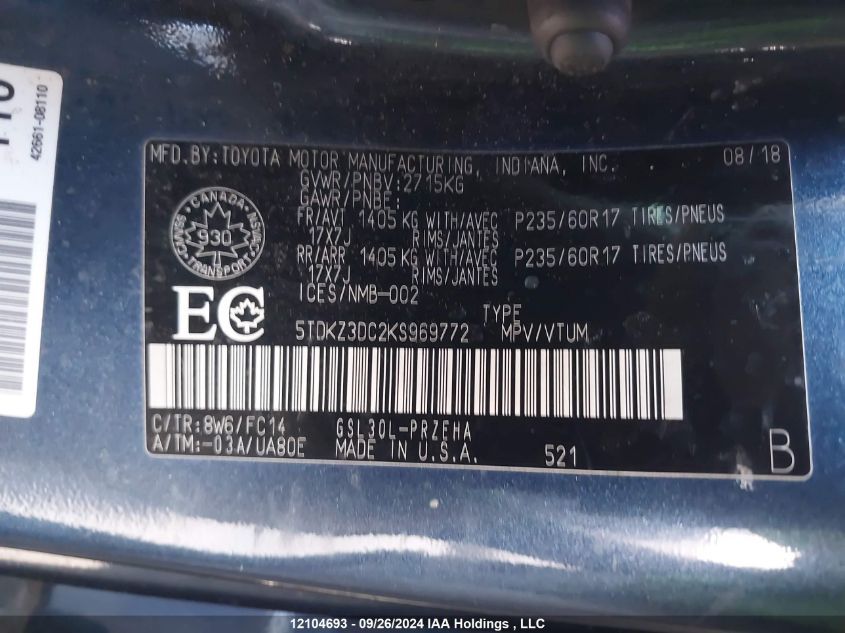 42661-08110
MFD.BY:TOYOTA MOTOR MANUFACTURING, INDIANA, INC. 08/18
GVWR/PNBV:2715KG
GAWR/PNBE:
FR/AVT 1405 KG WITH/AVEC P235/60R17 TIRES/PNEUS
17X7J RIMS/JANTES
RR/ARR 1405 KG WITH/AVEC P235/60R17 TIRES/PNEUS
17X7J RIMS/JANTES
ICES/NMB-002
CANADA
930
TRANSPORT
NSVAC
EC
TYPE
5TDKZ3DC2KS969772 MPV/VTUM
C/TR:8W6/FC14 GSL30L-PRZEHA
A/TM:-03A/UA80E MADE IN U.S.A. 521
B
12104693 - 09/26/2024 IAA Holdings, LLC